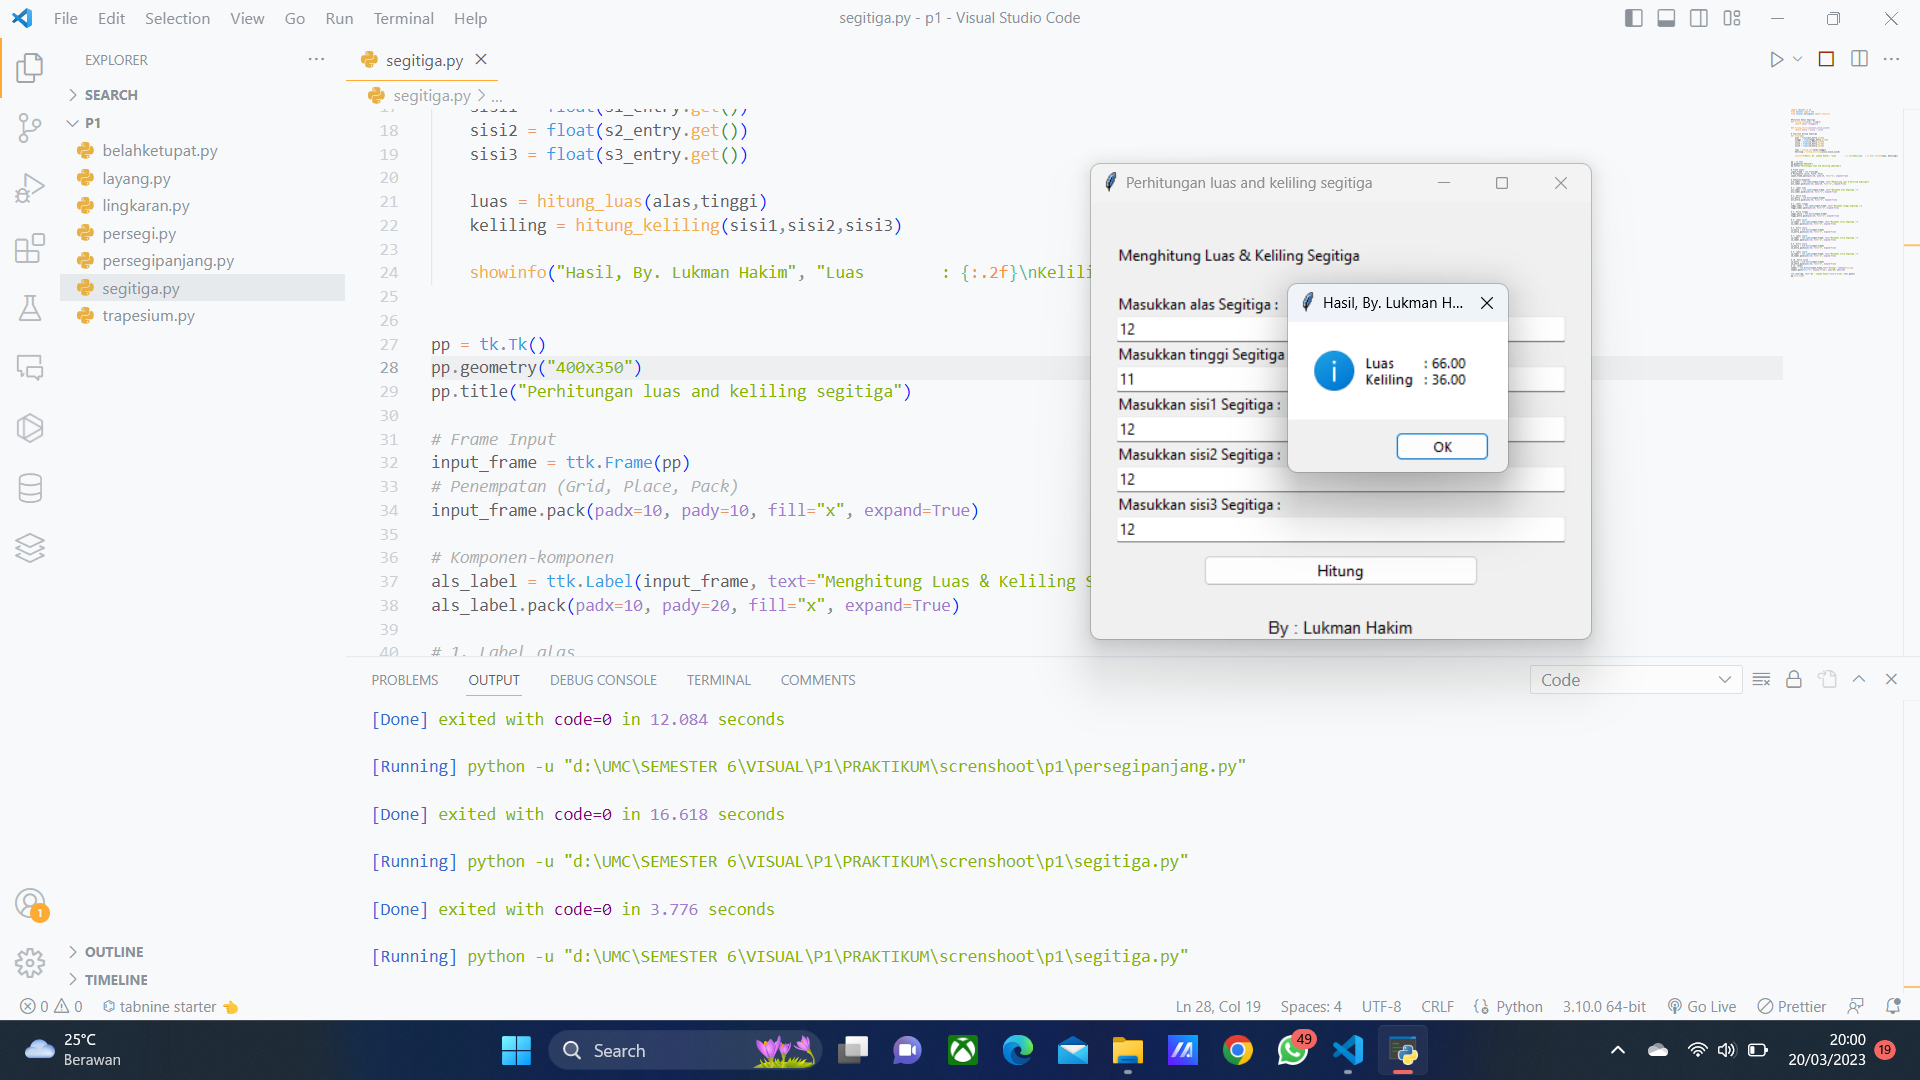 File Edit Selection View Go Run Terminal Help
segitiga.py - p1 - Visual Studio Code
EXPLORER
SEARCH
P1
belahketupat.py
layang.py
lingkaran.py
persegi.py
persegipanjang.py
segitiga.py
trapesium.py
OUTLINE
TIMELINE
segitiga.py
segitiga.py > ...
18 sisi2 = float(s2_entry.get())
19 sisi3 = float(s3_entry.get())
20
21 luas = hitung_luas(alas,tinggi)
22 keliling = hitung_keliling(sisi1,sisi2,sisi3)
23
24 showinfo("Hasil, By. Lukman Hakim", "Luas : {:.2f}\nKelili
25
26
27 pp = tk.Tk()
28 pp.geometry("400x350")
29 pp.title("Perhitungan luas and keliling segitiga")
30
31 # Frame Input
32 input_frame = ttk.Frame(pp)
33 # Penempatan (Grid, Place, Pack)
34 input_frame.pack(padx=10, pady=10, fill="x", expand=True)
35
36 # Komponen-komponen
37 als_label = ttk.Label(input_frame, text="Menghitung Luas & Keliling S
38 als_label.pack(padx=10, pady=20, fill="x", expand=True)
39
40 # 1. Label alas
Perhitungan luas and keliling segitiga
Menghitung Luas & Keliling Segitiga
Masukkan alas Segitiga :
12
Masukkan tinggi Segitiga
11
Masukkan sisi1 Segitiga :
12
Masukkan sisi2 Segitiga :
12
Masukkan sisi3 Segitiga :
12
Hitung
By : Lukman Hakim
Hasil, By. Lukman H...
Luas : 66.00
Keliling : 36.00
OK
PROBLEMS OUTPUT DEBUG CONSOLE TERMINAL COMMENTS
Code
[Done] exited with code=0 in 12.084 seconds
[Running] python -u "d:\UMC\SEMESTER 6\VISUAL\P1\PRAKTIKUM\screnshoot\p1\persegipanjang.py"
[Done] exited with code=0 in 16.618 seconds
[Running] python -u "d:\UMC\SEMESTER 6\VISUAL\P1\PRAKTIKUM\screnshoot\p1\segitiga.py"
[Done] exited with code=0 in 3.776 seconds
[Running] python -u "d:\UMC\SEMESTER 6\VISUAL\P1\PRAKTIKUM\screnshoot\p1\segitiga.py"
1
0 0 tabnine starter
Ln 28, Col 19 Spaces: 4 UTF-8 CRLF Python 3.10.0 64-bit Go Live Prettier
25°C
Berawan
Search
49
20:00
20/03/2023
19